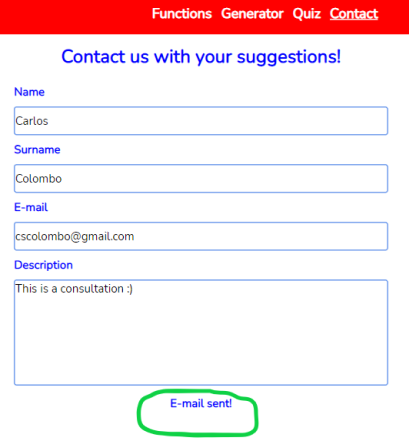 Functions Generator Quiz Contact
Contact us with your suggestions!
Name
Carlos
Surname
Colombo
E-mail
cscolombo@gmail.com
Description
This is a consultation :)
E-mail sent!